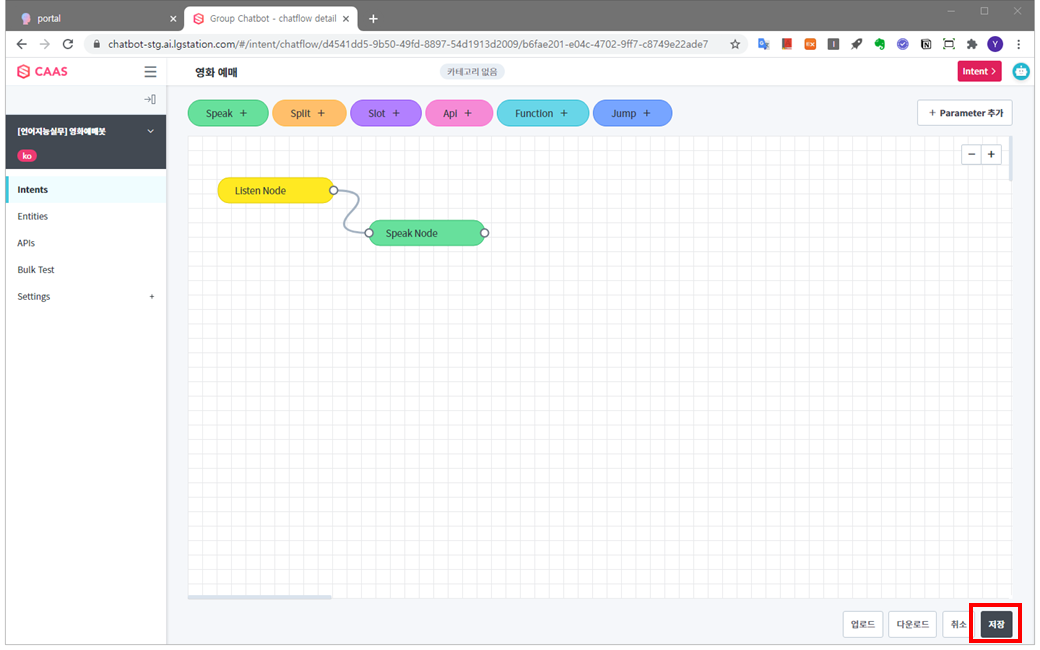 portal
Group Chatbot - chatflow detail
chatbot-stg.ai.lgstation.com/#/intent/chatflow/d4541dd5-9b50-49fd-8897-54d1913d2009/b6fae201-e04c-4702-9ff7-c8749e22ade7
CAAS
영화 예매
카테고리 없음
Intent >
[언어지능실무] 영화예매봇
ko
Intents
Entities
APIs
Bulk Test
Settings +
Speak +
Split +
Slot +
Api +
Function +
Jump +
+ Parameter 추가
− +
Listen Node
Speak Node
업로드
다운로드
취소
저장